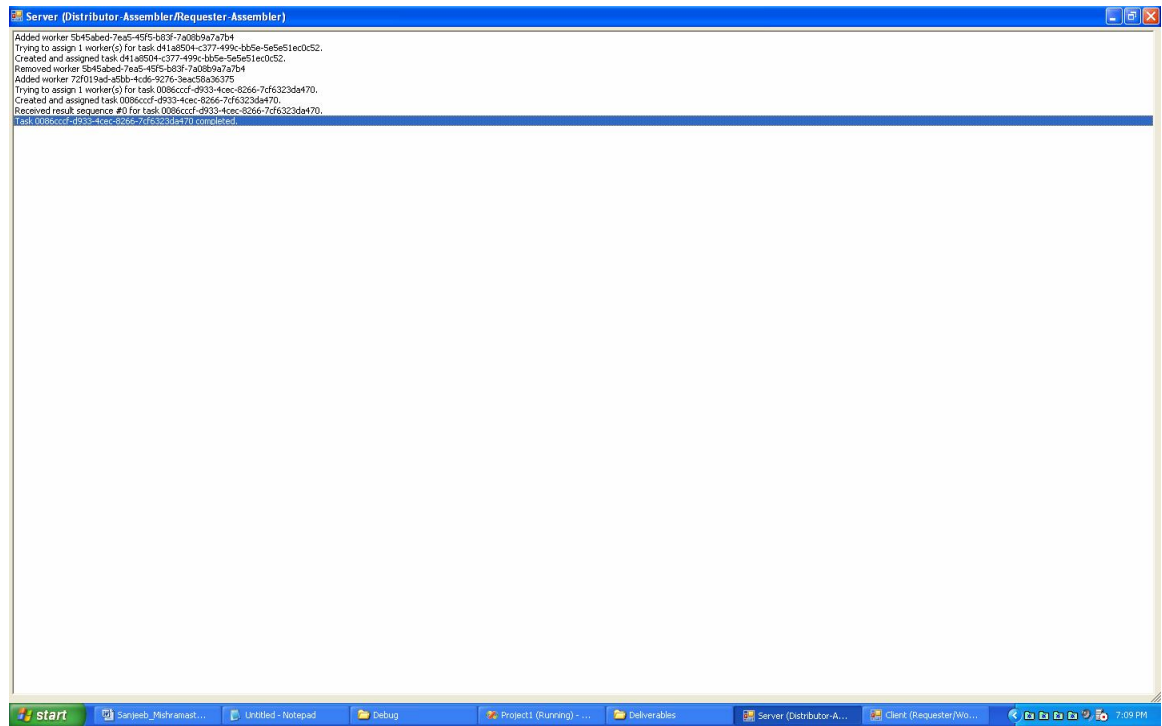 Server (Distributor-Assembler/Requester-Assembler)
Added worker 5b45abed-7ea5-45f5-b83f-7a08b9a7a7b4
Trying to assign 1 worker(s) for task d41a8504-c377-499c-bb5e-5e5e51ec0c52.
Created and assigned task d41a8504-c377-499c-bb5e-5e5e51ec0c52.
Removed worker 5b45abed-7ea5-45f5-b83f-7a08b9a7a7b4
Added worker 72f019ad-a5bb-4cd6-9276-3eac58a36375
Trying to assign 1 worker(s) for task 0086cccf-d933-4cec-8266-7cf6323da470.
Created and assigned task 0086cccf-d933-4cec-8266-7cf6323da470.
Received result sequence #0 for task 0086cccf-d933-4cec-8266-7cf6323da470.
Task 0086cccf-d933-4cec-8266-7cf6323da470 completed.
start Sanjeeb_Mishramast... Untitled - Notepad Debug Project1 (Running) - ... Deliverables Server (Distributor-A... Client (Requester/Wo... 7:09 PM